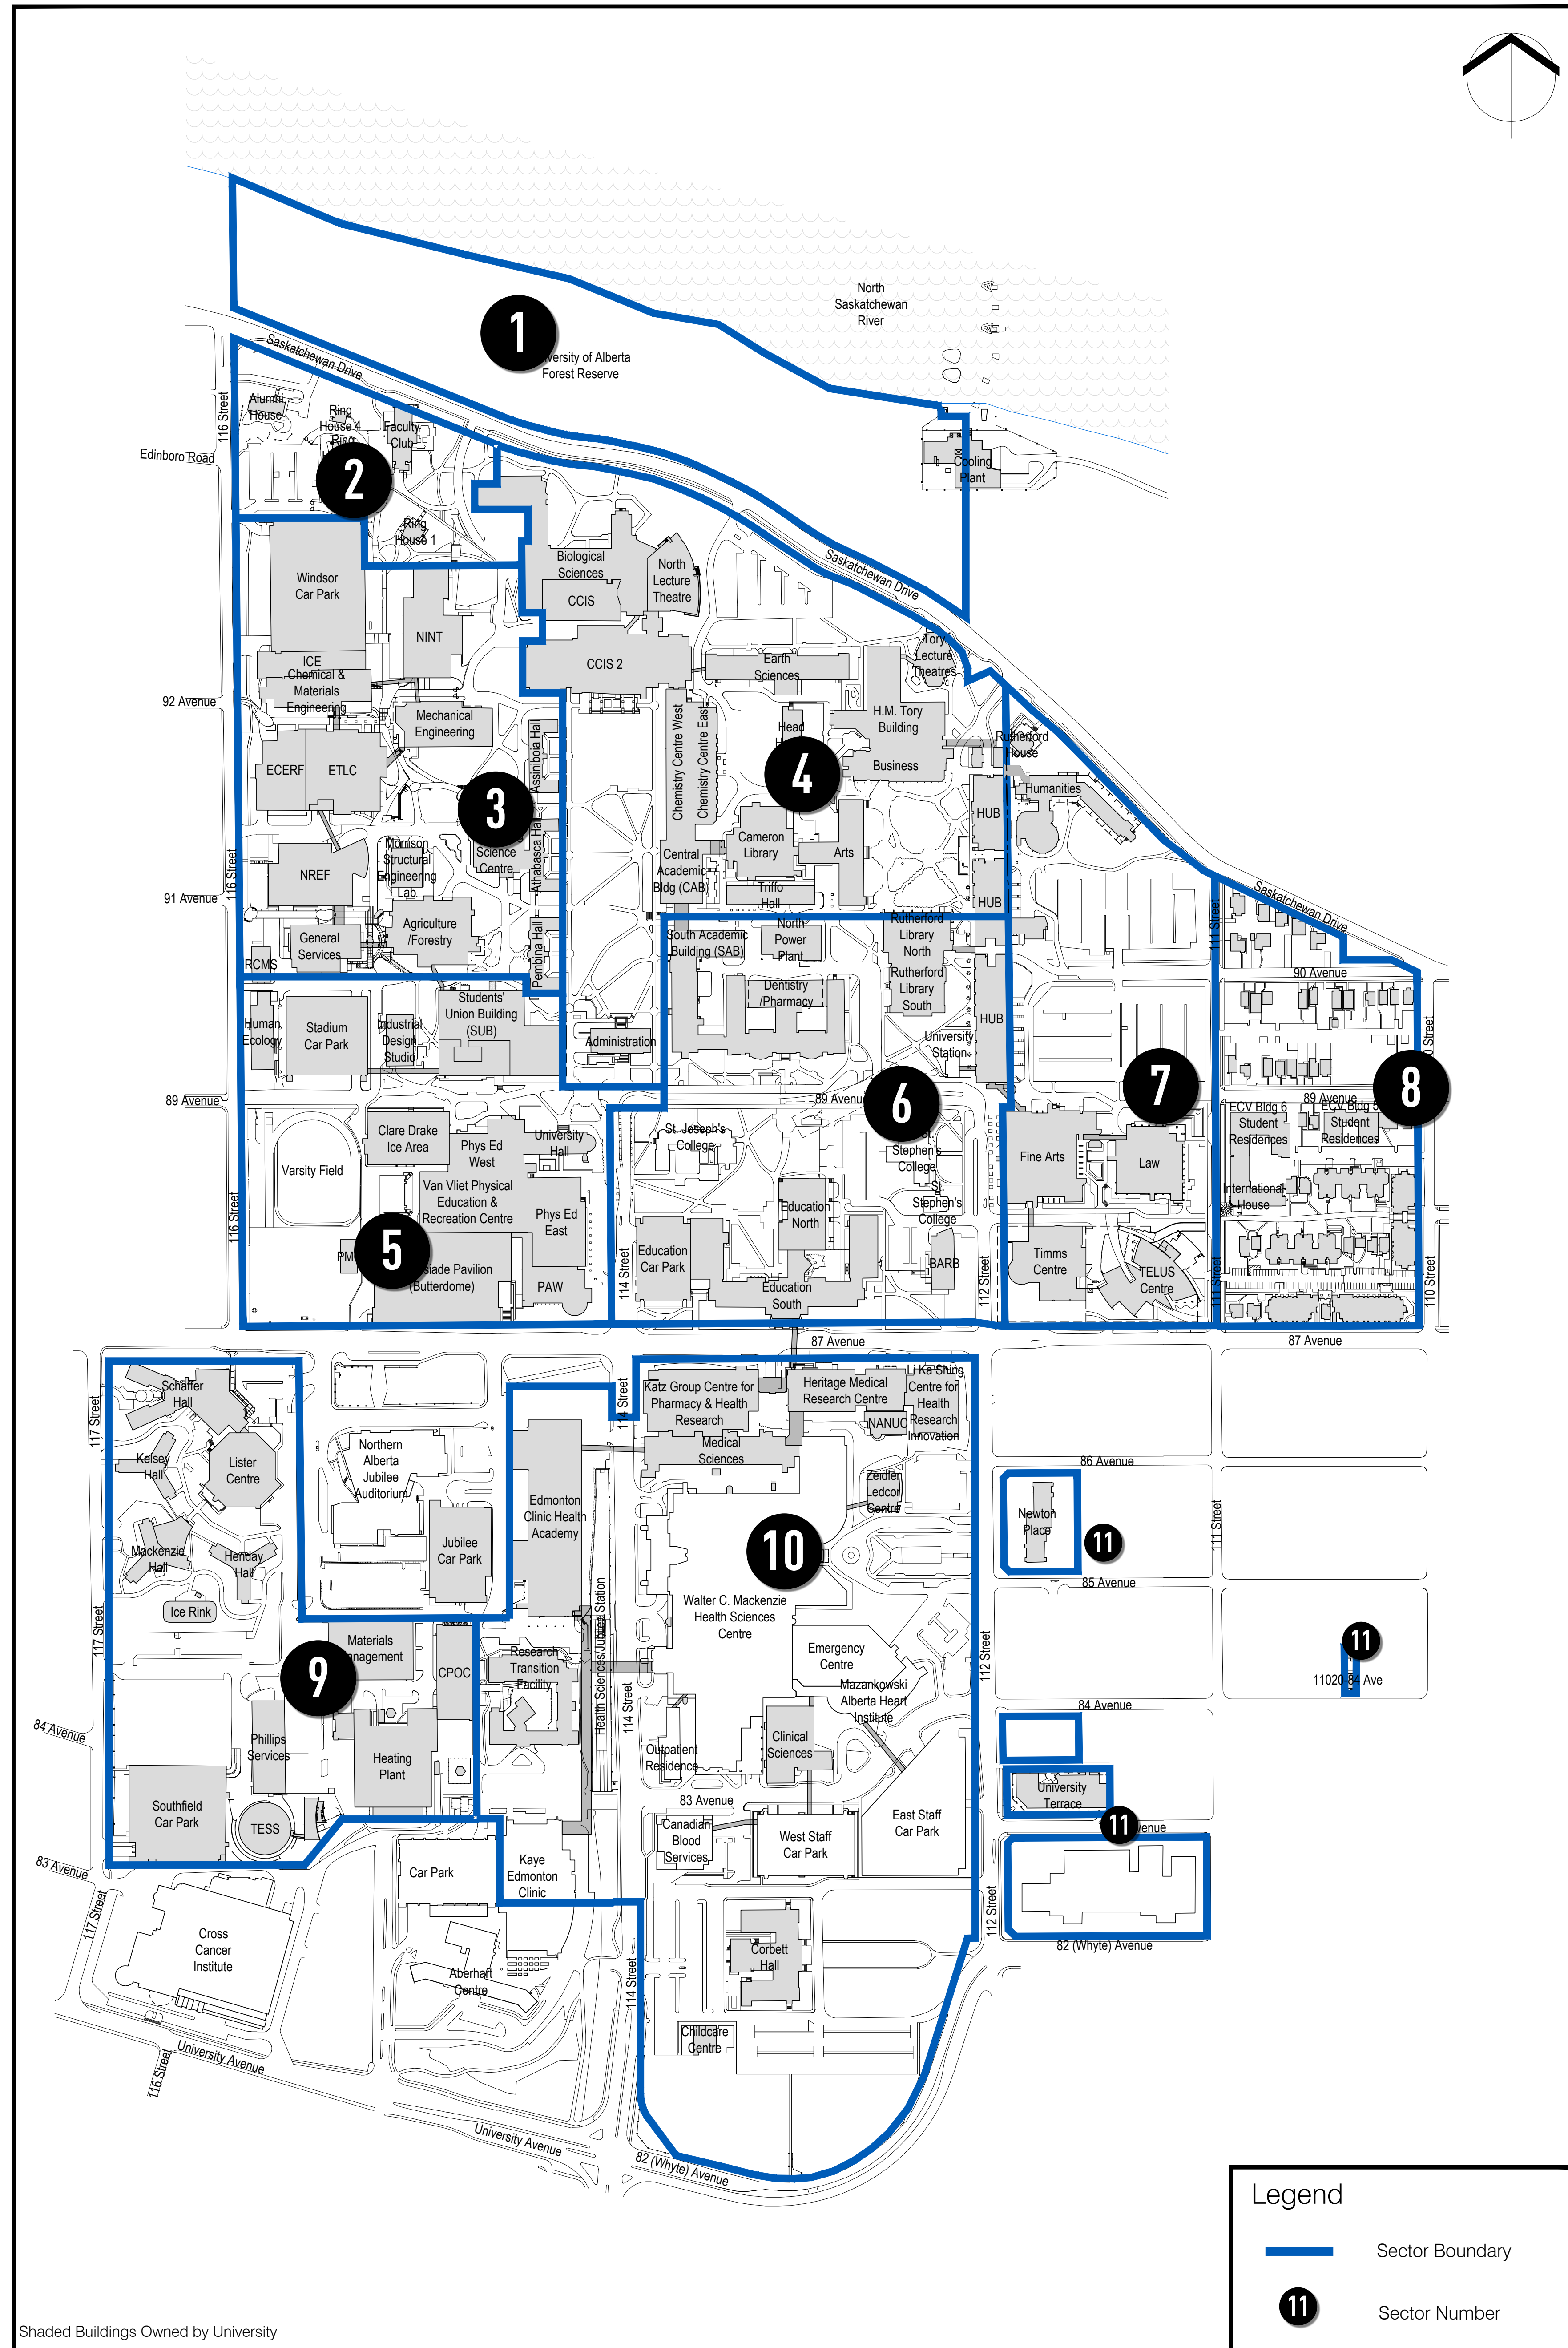 North
Saskatchewan
River
1
University of Alberta
Forest Reserve
Saskatchewan Drive
116 Street
Alumni
House
Ring
House 4
Ring
Faculty
Club
Edinboro Road
2
Ring
House 1
Cooling
Plant
Saskatchewan Drive
Windsor
Car Park
Biological
Sciences
CCIS
North
Lecture
Theatre
NINT
ICE
Chemical &
Materials
Engineering
CCIS 2
Earth
Sciences
Tory
Lecture
Theatres
92 Avenue
Mechanical
Engineering
Assiniboia Hall
Chemistry Centre West
Chemistry Centre East
Head
H.M. Tory
Building
Business
Rutherford
House
ECERF
ETLC
3
4
Humanities
HUB
Science
Centre
Athabasca Hall
Morrison
Structural
Engineering
Lab
Cameron
Library
Arts
Central
Academic
Bldg (CAB)
Triffo
Hall
HUB
116 Street
NREF
91 Avenue
Agriculture
/Forestry
General
Services
RCMS
Pembina Hall
South Academic
Building (SAB)
North
Power
Plant
Rutherford
Library
North
Rutherford
Library
South
111 Street
Saskatchewan Drive
90 Avenue
Human
Ecology
Stadium
Car Park
Industrial
Design
Studio
Students'
Union Building
(SUB)
Administration
Dentistry
/Pharmacy
University
Station
HUB
0 Street
89 Avenue
89 Avenue
6
7
89 Avenue
8
Varsity Field
Clare Drake
Ice Area
Phys Ed
West
University
Hall
Van Vliet Physical
Education &
Recreation Centre
Phys Ed
East
St. Joseph's
College
St
Stephen's
College
St
Stephen's
College
Fine Arts
Law
ECV Bldg 6
Student
Residences
ECV Bldg 5
Student
Residences
International
House
116 Street
5
PM
siade Pavilion
(Butterdome)
PAW
114 Street
Education
Car Park
Education
North
Education
South
BARB
112 Street
Timms
Centre
TELUS
Centre
111 Street
110 Street
87 Avenue
87 Avenue
117 Street
Schaffer
Hall
Kelsey
Hall
Lister
Centre
Mackenzie
Hall
Henday
Hall
Ice Rink
Northern
Alberta
Jubilee
Auditorium
Jubilee
Car Park
Edmonton
Clinic Health
Academy
114 Street
Katz Group Centre for
Pharmacy & Health
Research
Heritage Medical
Research Centre
Li Ka Shing
Centre for
Health
Research
Innovation
NANUC
Medical
Sciences
Zeidler
Ledcor
Centre
10
86 Avenue
Newton
Place
11
85 Avenue
111 Street
Health Sciences/Jubilee Station
Walter C. Mackenzie
Health Sciences
Centre
Emergency
Centre
Mazankowski
Alberta Heart
Institute
112 Street
11
11020-84 Ave
117 Street
Materials
anagement
CPOC
9
Research
Transition
Facility
114 Street
Outpatient
Residence
Clinical
Sciences
84 Avenue
84 Avenue
Phillips
Services
Heating
Plant
Southfield
Car Park
TESS
83 Avenue
83 Avenue
Canadian
Blood
Services
West Staff
Car Park
East Staff
Car Park
University
Terrace
11
venue
Car Park
Kaye
Edmonton
Clinic
117 Street
Cross
Cancer
Institute
Aberhart
Centre
114 Street
Corbett
Hall
112 Street
82 (Whyte) Avenue
Childcare
Centre
116 Street
University Avenue
University Avenue
82 (Whyte) Avenue
Legend
Sector Boundary
11
Sector Number
Shaded Buildings Owned by University